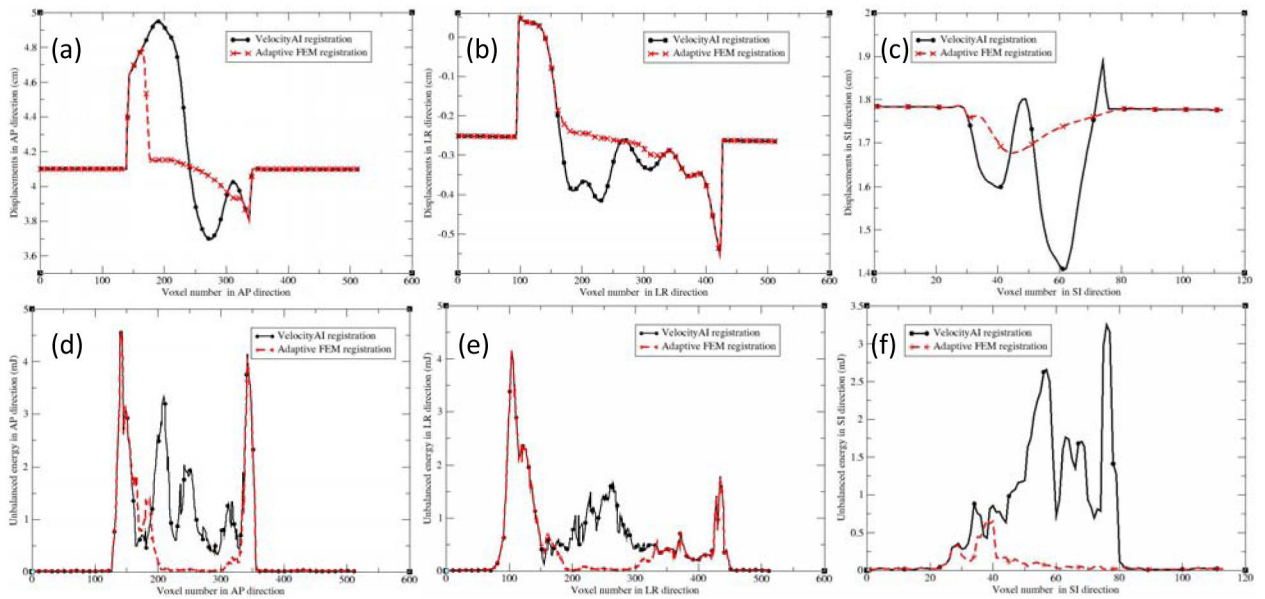 (a)
VelocityAI registration
Adaptive FEM registration
Displacements in AP direction (cm)
5
4.8
4.6
4.4
4.2
4
3.8
3.6
0 100 200 300 400 500 600
Voxel number in AP direction
(b)
VelocityAI registration
Adaptive FEM registration
Displacements in LR direction (cm)
0
-0.1
-0.2
-0.3
-0.4
-0.5
0 100 200 300 400 500 600
Voxel number in LR direction
(c)
VelocityAI registration
Adaptive FEM registration
Displacements in SI direction (cm)
2
1.9
1.8
1.7
1.6
1.5
1.4
0 20 40 60 80 100 120
Voxel number in SI direction
(d)
VelocityAI registration
Adaptive FEM registration
Unbalanced energy in AP direction (mJ)
5
4
3
2
1
0
0 100 200 300 400 500 600
Voxel number in AP direction
(e)
VelocityAI registration
Adaptive FEM registration
Unbalanced energy in LR direction (mJ)
5
4
3
2
1
0
0 100 200 300 400 500 600
Voxel number in LR direction
(f)
VelocityAI registration
Adaptive FEM registration
Unbalanced energy in SI direction (mJ)
3.5
3
2.5
2
1.5
1
0.5
0
0 20 40 60 80 100 120
Voxel number in SI direction